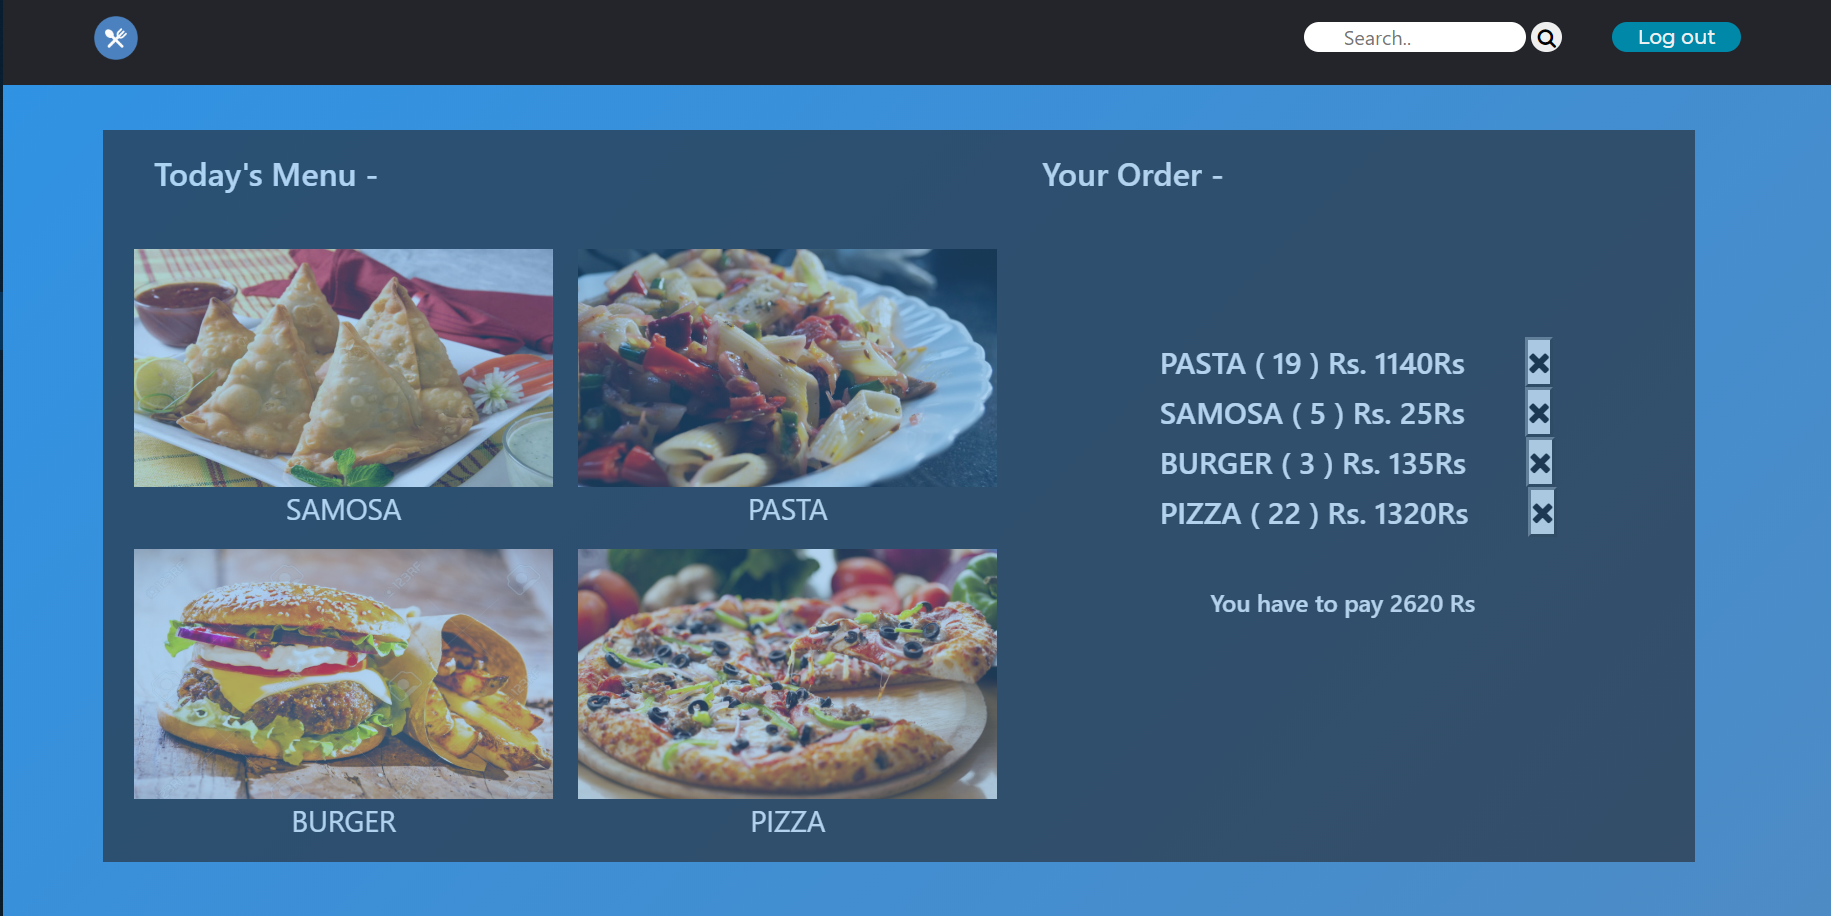 Search..
Log out
Today's Menu -
SAMOSA
PASTA
BURGER
PIZZA
Your Order -
PASTA ( 19 ) Rs. 1140Rs
SAMOSA ( 5 ) Rs. 25Rs
BURGER ( 3 ) Rs. 135Rs
PIZZA ( 22 ) Rs. 1320Rs
You have to pay 2620 Rs